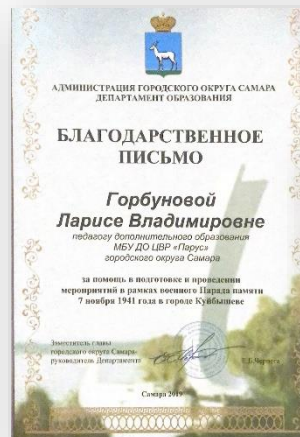 АДМИНИСТРАЦИЯ ГОРОДСКОГО ОКРУГА САМАРА
ДЕПАРТАМЕНТ ОБРАЗОВАНИЯ
БЛАГОДАРСТВЕННОЕ
ПИСЬМО
Горбуновой
Ларисе Владимировне
педагогу дополнительного образования
МБУ ДО ЦВР «Парус»
городского округа Самара
за помощь в подготовке и проведении
мероприятий в рамках военного Парада памяти
7 ноября 1941 года в городе Куйбышеве
Заместитель главы
городского округа Самара-
руководитель Департамента
Самара